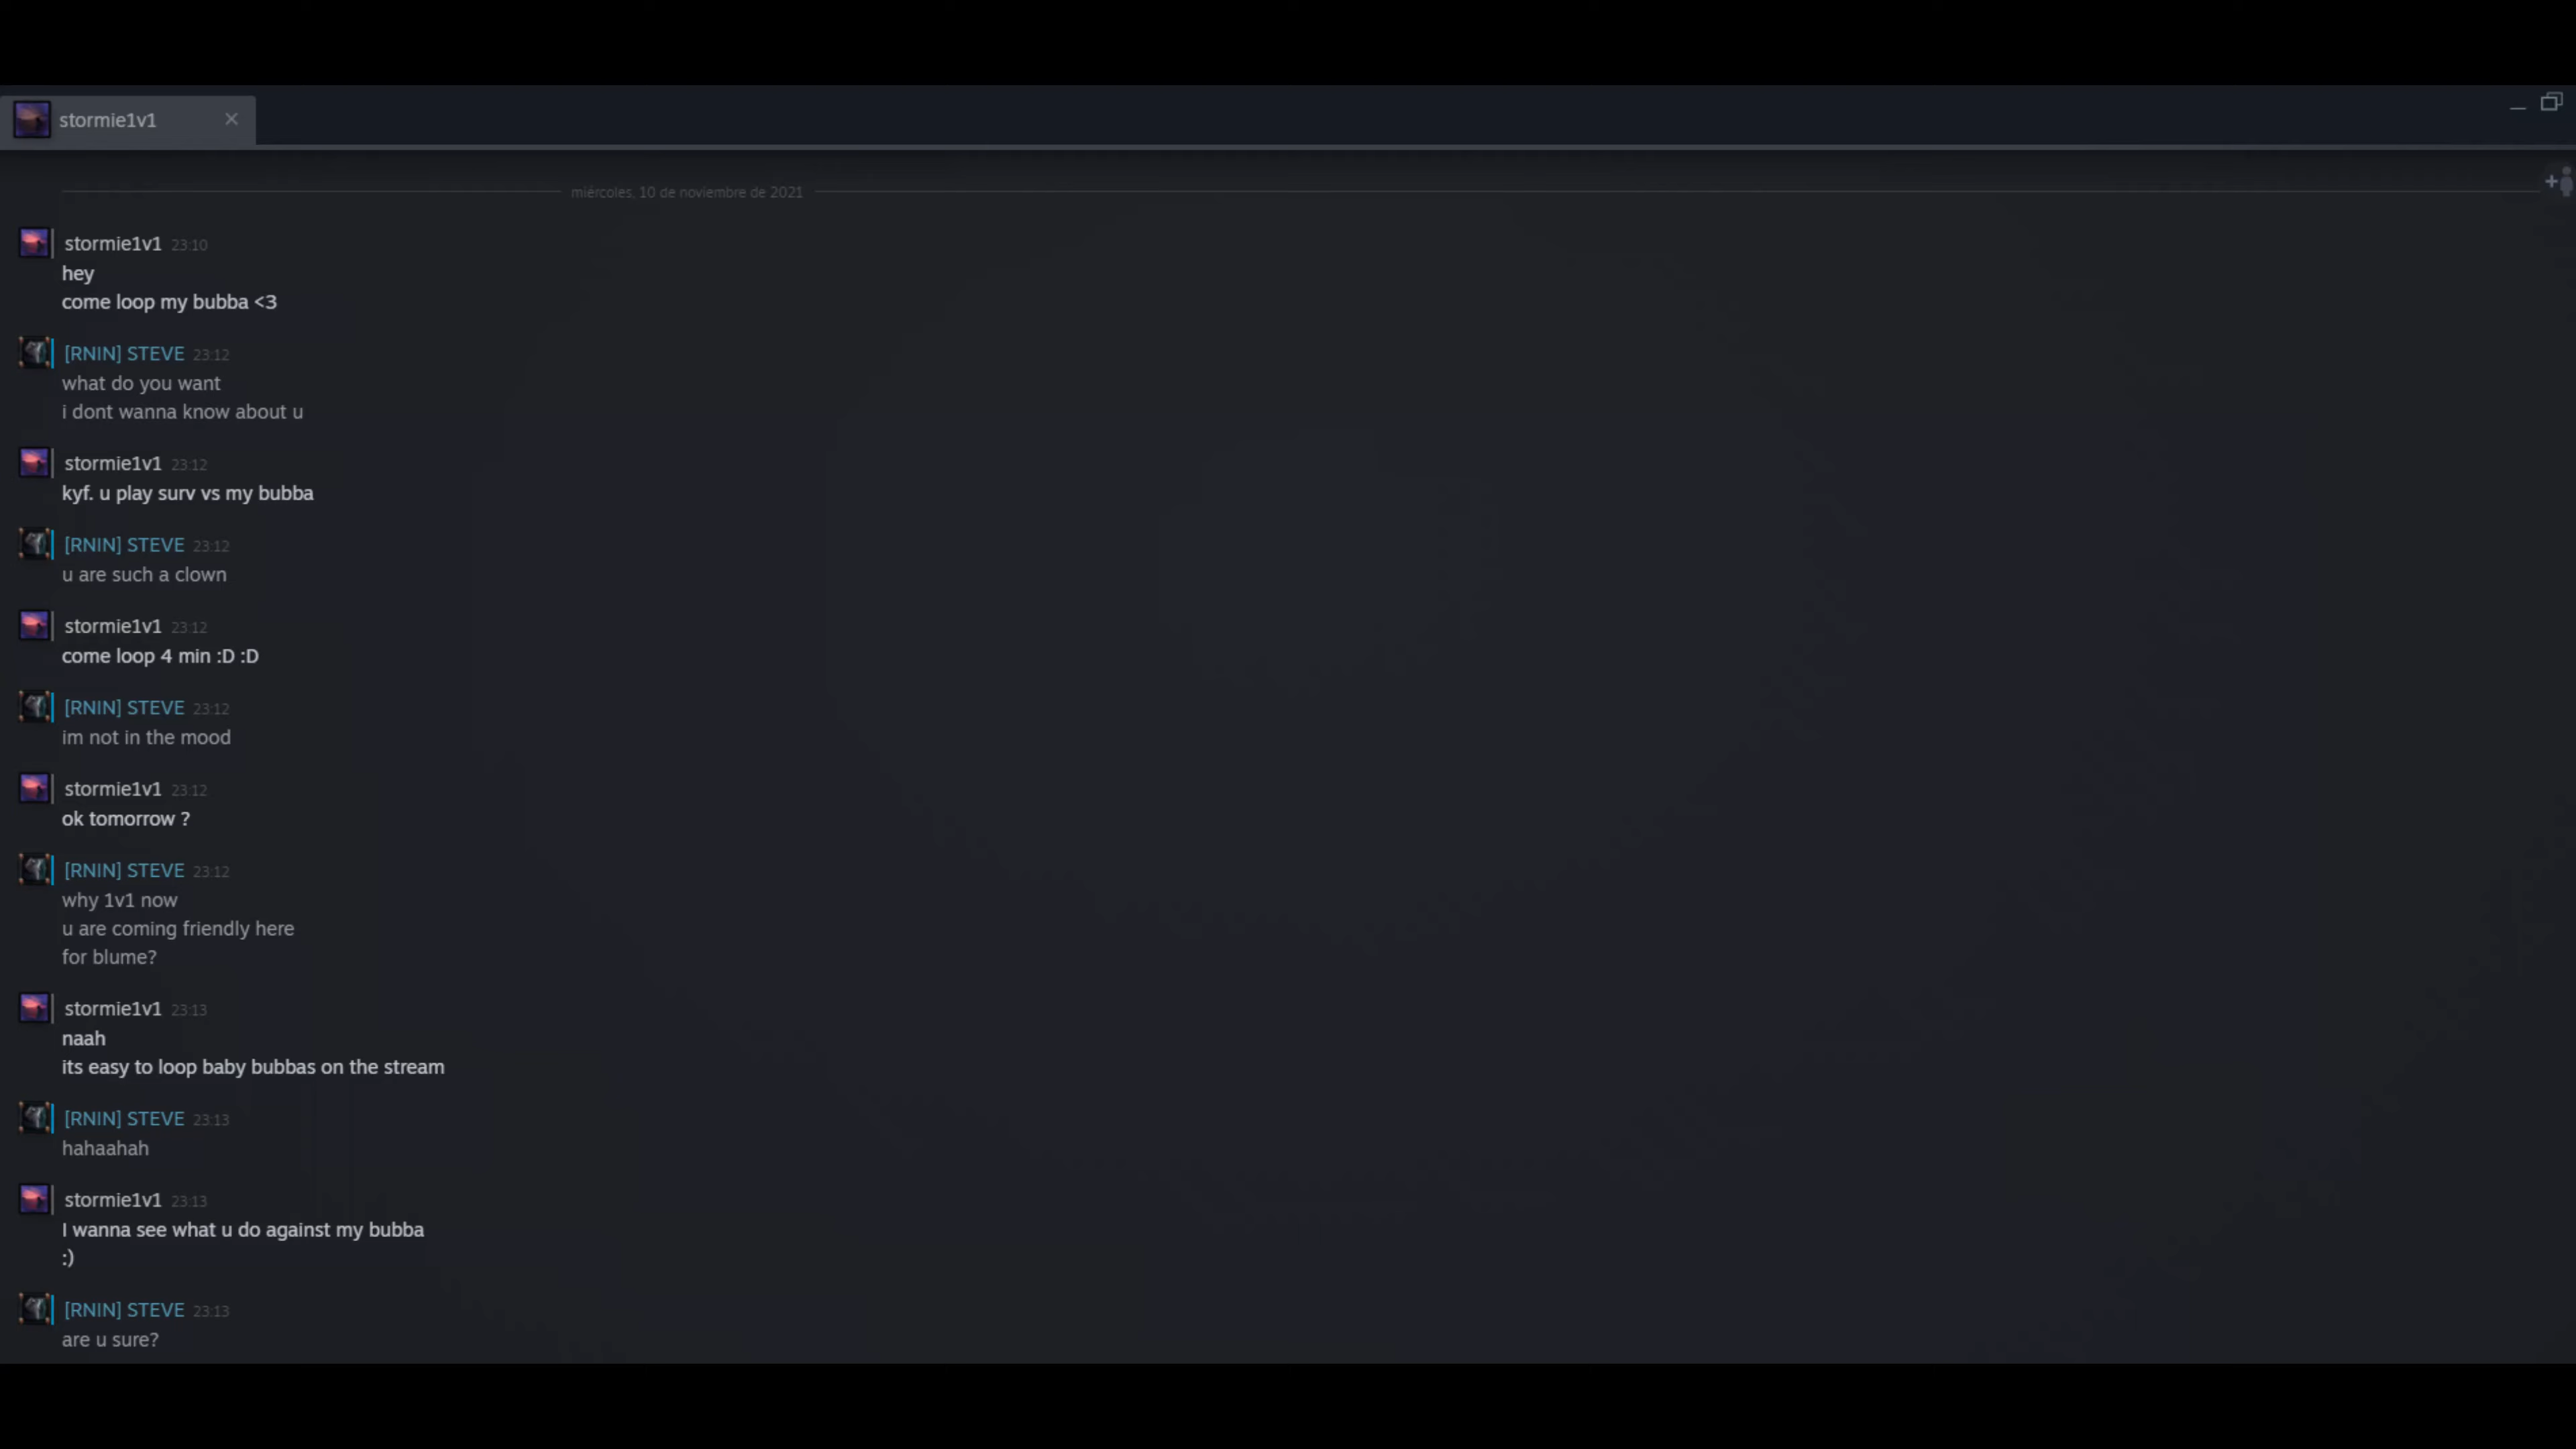 stormie1v1
miércoles, 10 de noviembre de 2021
stormie1v1 23:10
hey
come loop my bubba <3
[RNIN] STEVE 23:12
what do you want
i dont wanna know about u
stormie1v1 23:12
kyf. u play surv vs my bubba
[RNIN] STEVE 23:12
u are such a clown
stormie1v1 23:12
come loop 4 min :D :D
[RNIN] STEVE 23:12
im not in the mood
stormie1v1 23:12
ok tomorrow ?
[RNIN] STEVE 23:12
why 1v1 now
u are coming friendly here
for blume?
stormie1v1 23:13
naah
its easy to loop baby bubbas on the stream
[RNIN] STEVE 23:13
hahaahah
stormie1v1 23:13
I wanna see what u do against my bubba
:)
[RNIN] STEVE 23:13
are u sure?